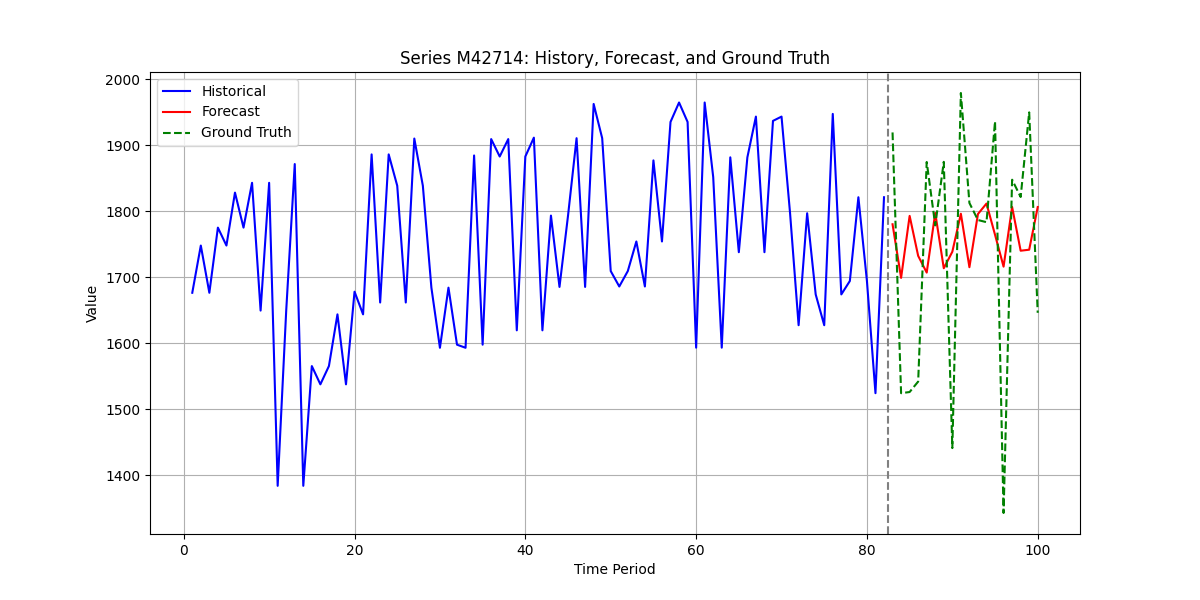 Series M42714: History, Forecast, and Ground Truth
Historical
Forecast
Ground Truth
Value
2000
1900
1800
1700
1600
1500
1400
0 20 40 60 80 100
Time Period